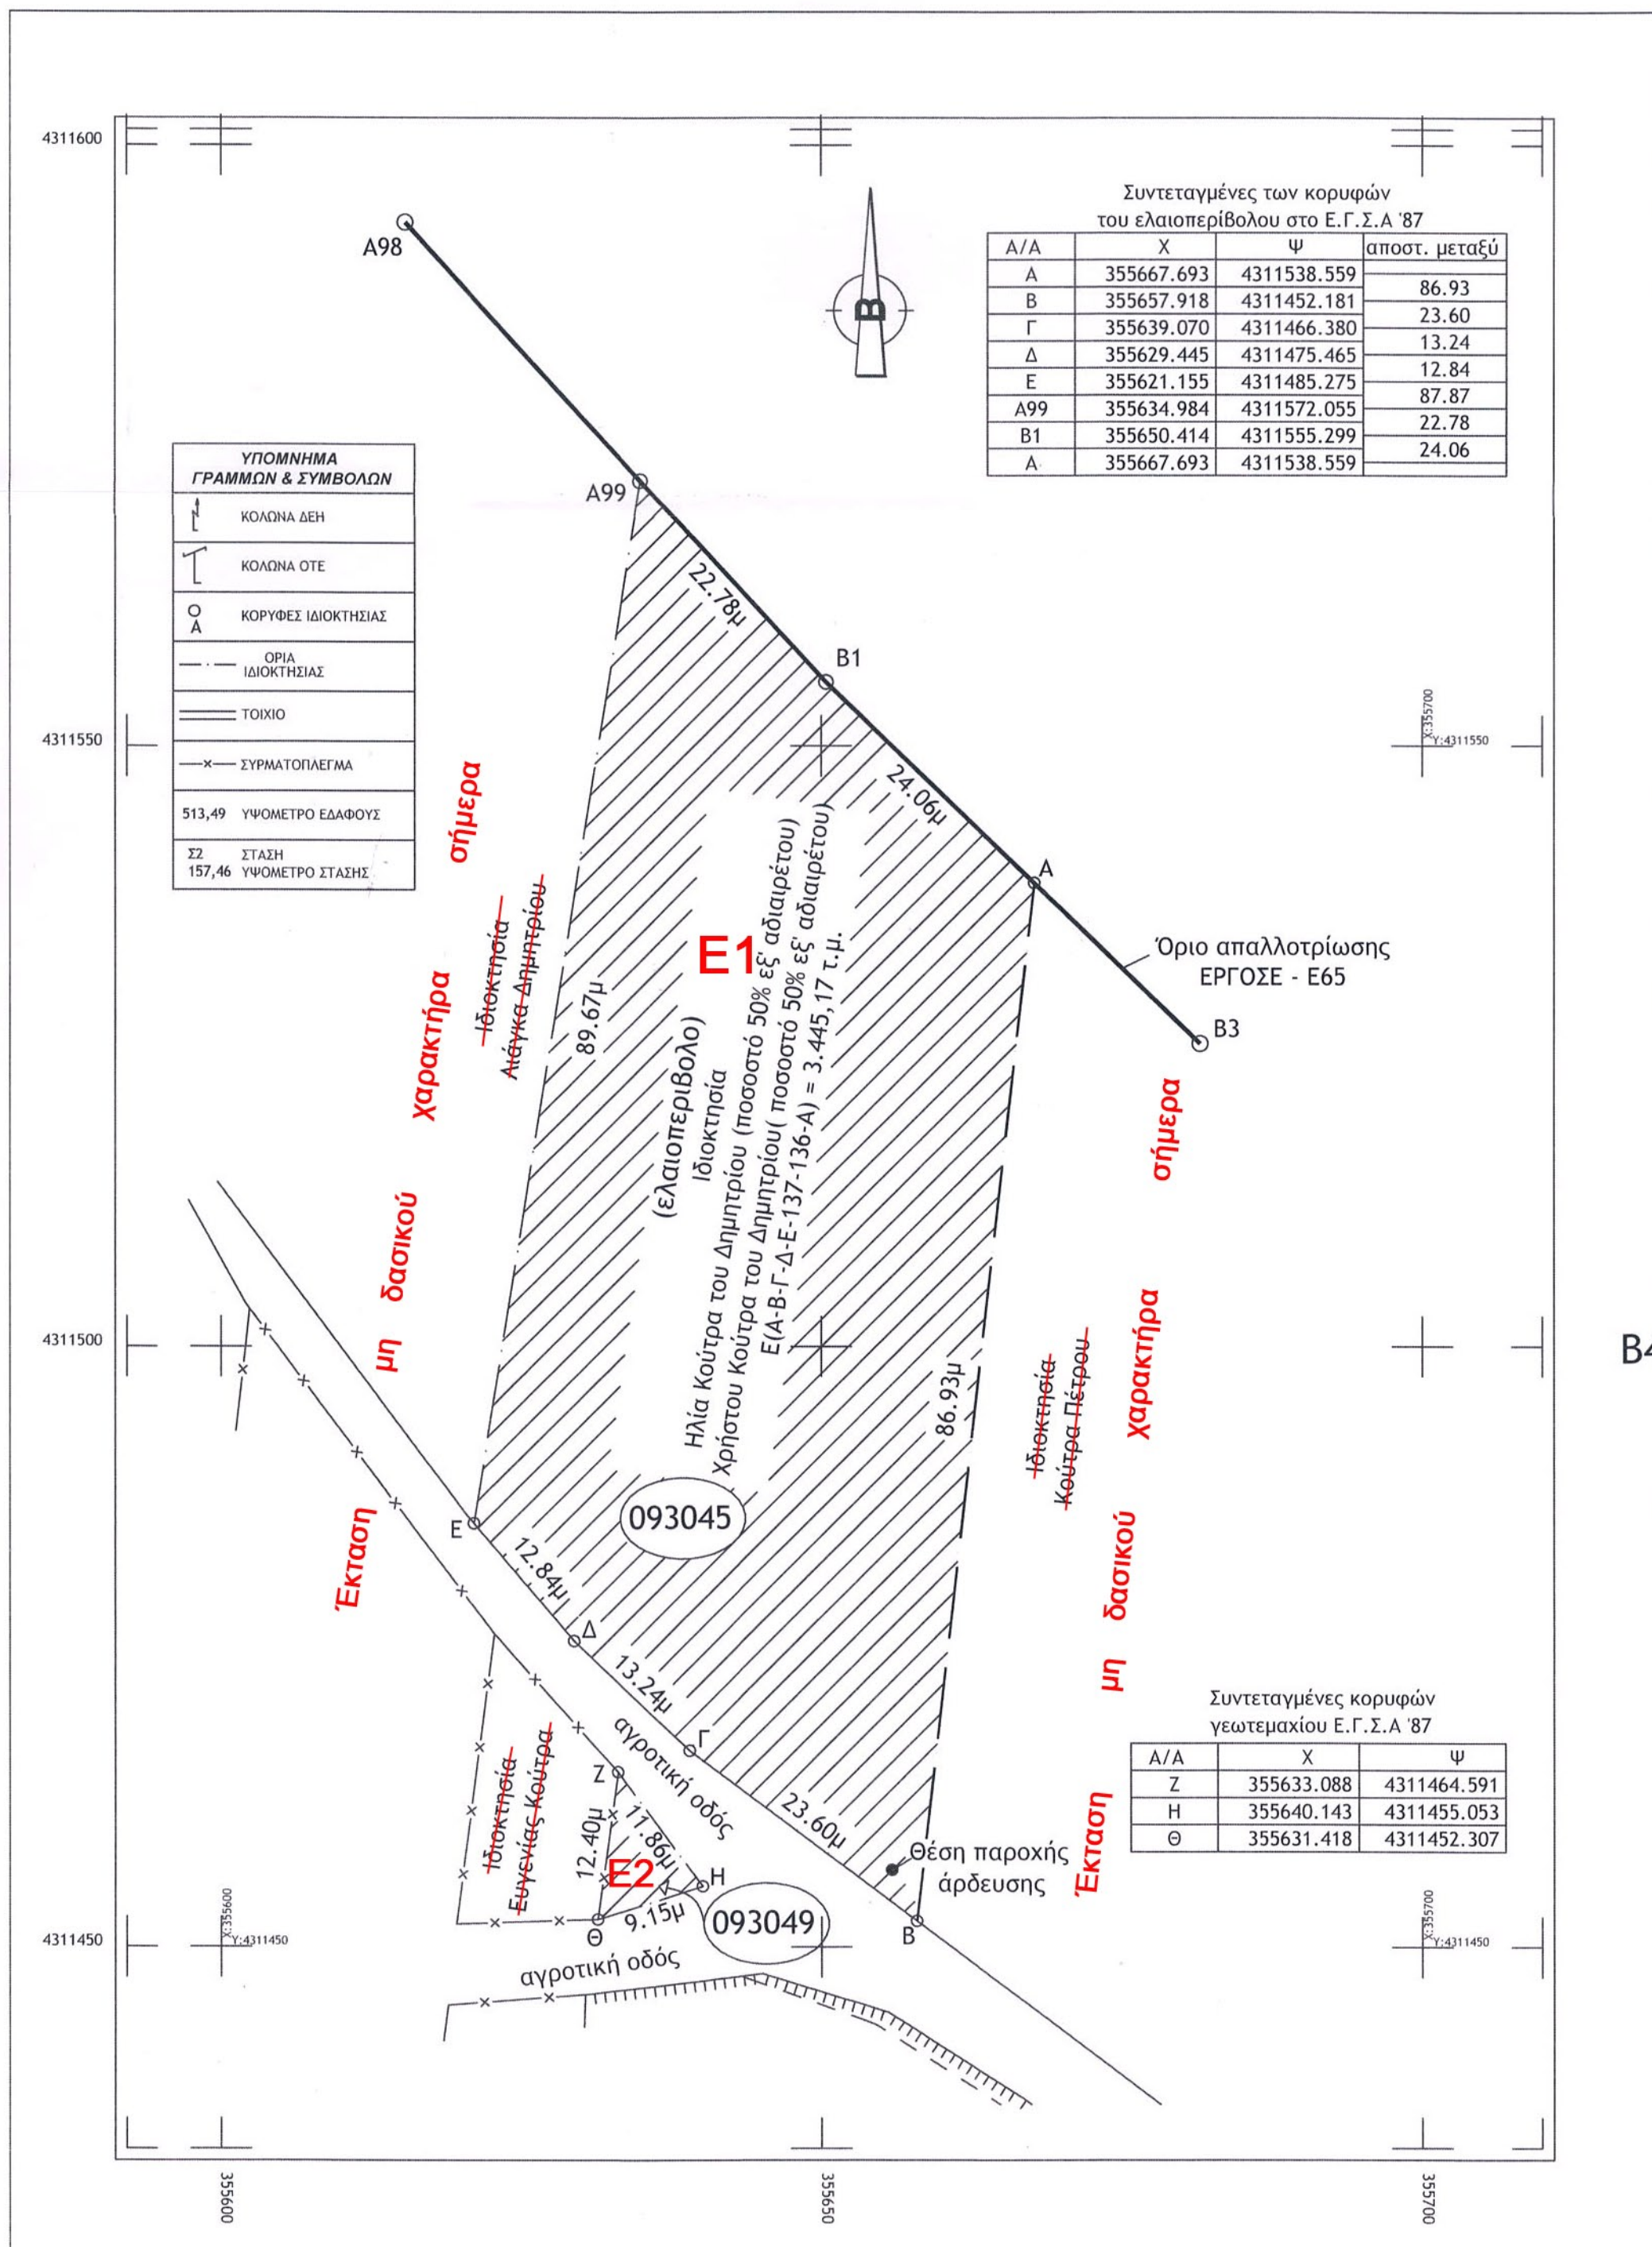 4311600
Α98
Συντεταγμένες των κορυφών
του ελαιοπερίβολου στο Ε.Γ.Σ.Α '87
Α/Α Χ Ψ αποστ. μεταξύ
Α 355667.693 4311538.559
86.93
Β 355657.918 4311452.181
23.60
Γ 355639.070 4311466.380
13.24
Δ 355629.445 4311475.465
12.84
Ε 355621.155 4311485.275
87.87
Α99 355634.984 4311572.055
22.78
Β1 355650.414 4311555.299
24.06
Α 355667.693 4311538.559
Β
ΥΠΟΜΝΗΜΑ
ΓΡΑΜΜΩΝ & ΣΥΜΒΟΛΩΝ
ΚΟΛΩΝΑ ΔΕΗ
ΚΟΛΩΝΑ ΟΤΕ
Α ΚΟΡΥΦΕΣ ΙΔΙΟΚΤΗΣΙΑΣ
ΟΡΙΑ
ΙΔΙΟΚΤΗΣΙΑΣ
ΤΟΙΧΙΟ
ΣΥΡΜΑΤΟΠΛΕΓΜΑ
513,49 ΥΨΟΜΕΤΡΟ ΕΔΑΦΟΥΣ
Σ2 ΣΤΑΣΗ
157,46 ΥΨΟΜΕΤΡΟ ΣΤΑΣΗΣ
Α99
22.78μ
Β1
4311550
Χ:355700
Υ:4311550
24.06μ
Α
Όριο απαλλοτρίωσης
ΕΡΓΟΣΕ - Ε65
Β3
Έκταση μη δασικού χαρακτήρα σήμερα
Ιδιοκτησία
Λιάγκα Δημητρίου
89.67μ
Ε1
(ελαιοπεριβολο)
Ιδιοκτησία
Ηλία Κούτρα του Δημητρίου (ποσοστό 50% εξ' αδιαιρέτου)
Χρήστου Κούτρα του Δημητρίου( ποσοστό 50% εξ' αδιαιρέτου)
Ε(Α-Β-Γ-Δ-Ε-137-136-Α) = 3.445,17 τ.μ.
86.93μ
Ιδιοκτησία
Κούτρα Πέτρου
Έκταση μη δασικού χαρακτήρα σήμερα
4311500
Β4
093045
Ε
12.84μ
Δ
13.24μ
Γ
αγροτική οδός
23.60μ
Συντεταγμένες κορυφών
γεωτεμαχίου Ε.Γ.Σ.Α '87
Α/Α Χ Ψ
Ζ 355633.088 4311464.591
Η 355640.143 4311455.053
Θ 355631.418 4311452.307
Ιδιοκτησία
Ευγενίας Κούτρα
Ζ
12.40μ
11.86μ
Ε2
Η
9.15μ
Θ
093049
Θέση παροχής
άρδευσης
Β
αγροτική οδός
4311450
Χ:355600
Υ:4311450
Χ:355700
Υ:4311450
355600
355650
355700